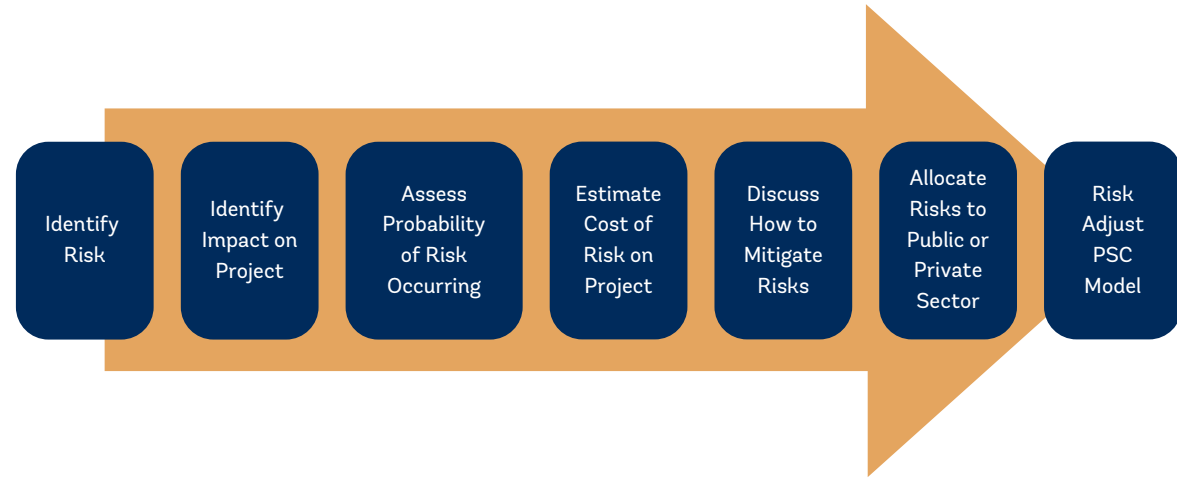 Identify
Risk
Identify
Impact on
Project
Assess
Probability
of Risk
Occurring
Estimate
Cost of
Risk on
Project
Discuss
How to
Mitigate
Risks
Allocate
Risks to
Public or
Private
Sector
Risk
Adjust
PSC
Model